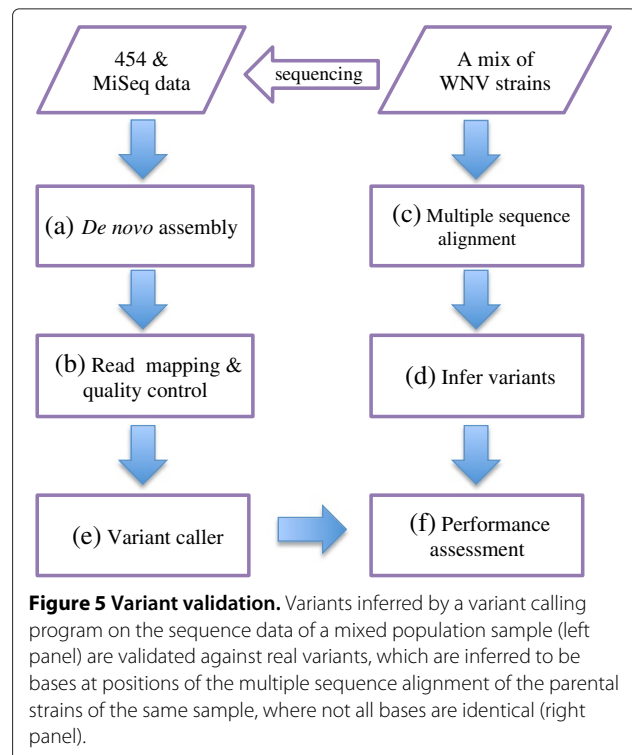 454 &
MiSeq data
sequencing
A mix of
WNV strains
(a) De novo assembly
(c) Multiple sequence
alignment
(b) Read mapping &
quality control
(d) Infer variants
(e) Variant caller
(f) Performance
assessment
Figure 5 Variant validation. Variants inferred by a variant calling
program on the sequence data of a mixed population sample (left
panel) are validated against real variants, which are inferred to be
bases at positions of the multiple sequence alignment of the parental
strains of the same sample, where not all bases are identical (right
panel).